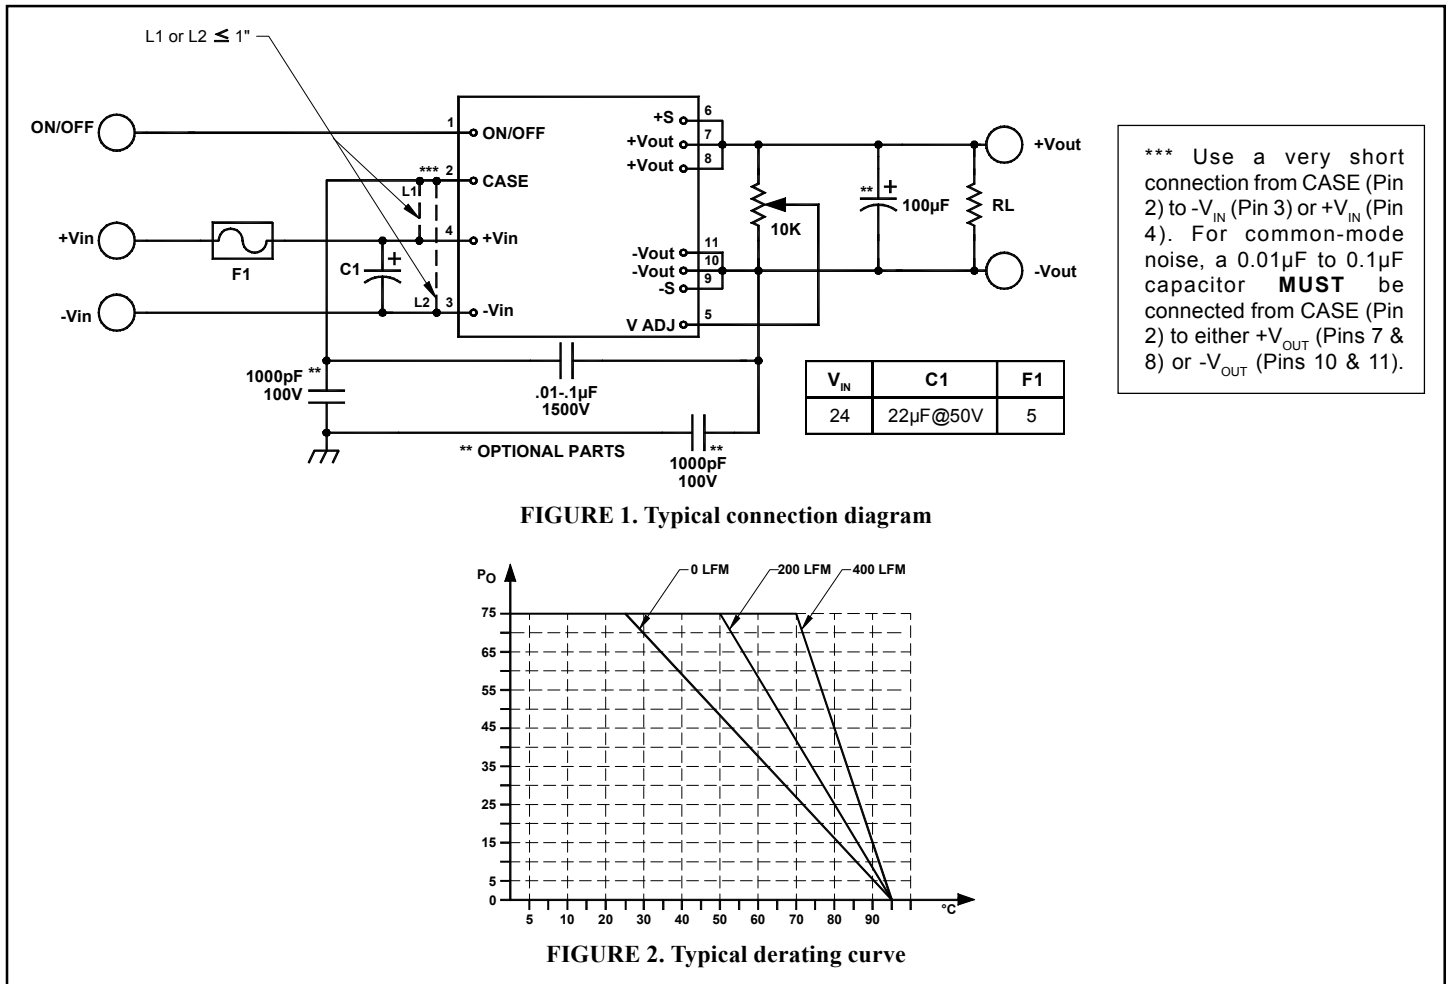 L1 or L2 ≤ 1"
ON/OFF
1
ON/OFF
*** 2
CASE
L1
+Vin
F1
4
+Vin
C1
+
L2
3
-Vin
-Vin
+S
6
+Vout
7
+Vout
8
-Vout
11
-Vout
10
-S
9
V ADJ
5
10K
**
+
100µF
RL
+Vout
-Vout
1000pF **
100V
.01-.1µF
1500V
** OPTIONAL PARTS
**
1000pF
100V
VIN C1 F1
24 22µF@50V 5
*** Use a very short
connection from CASE (Pin
2) to -VIN (Pin 3) or +VIN (Pin
4). For common-mode
noise, a 0.01µF to 0.1µF
capacitor MUST be
connected from CASE (Pin
2) to either +VOUT (Pins 7 &
8) or -VOUT (Pins 10 & 11).
FIGURE 1. Typical connection diagram
PO
0 LFM
200 LFM
400 LFM
75
65
55
45
35
25
15
5
0
5 10 20 30 40 50 60 70 80 90
°C
FIGURE 2. Typical derating curve